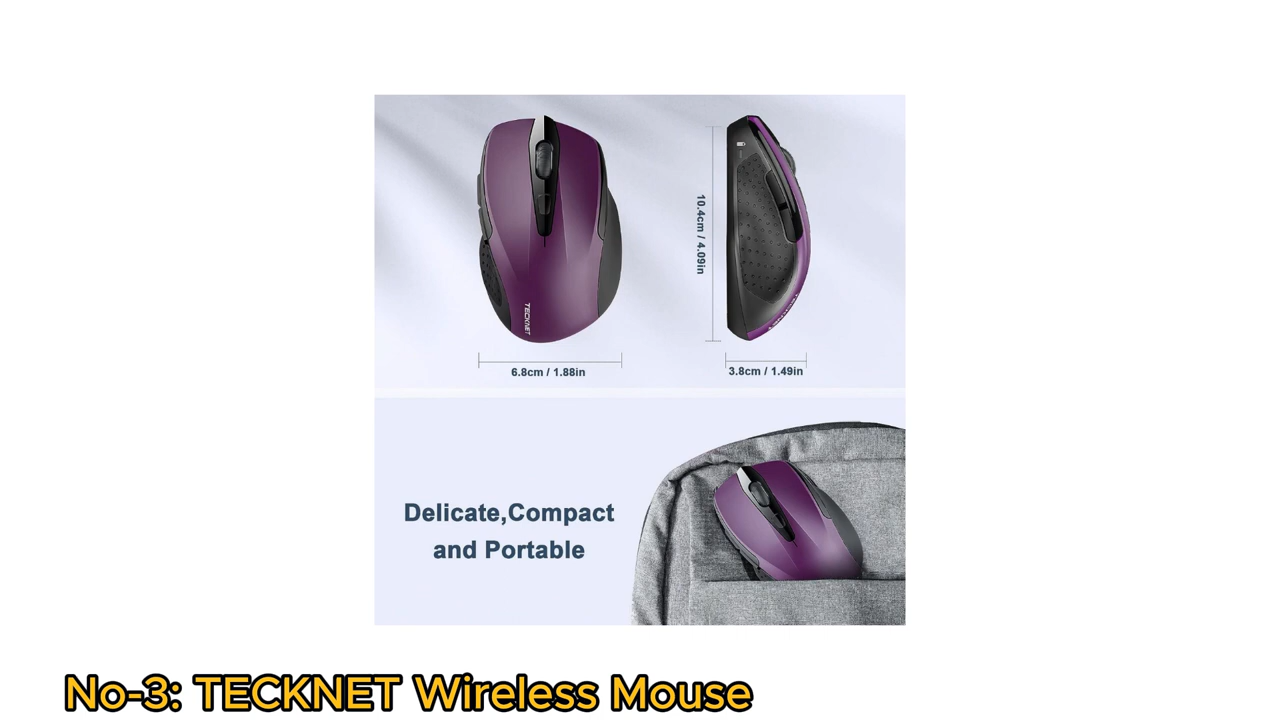 TECKNET
10.4cm / 4.09in
6.8cm / 1.88in
3.8cm / 1.49in
Delicate,Compact
and Portable
No-3: TECKNET Wireless Mouse